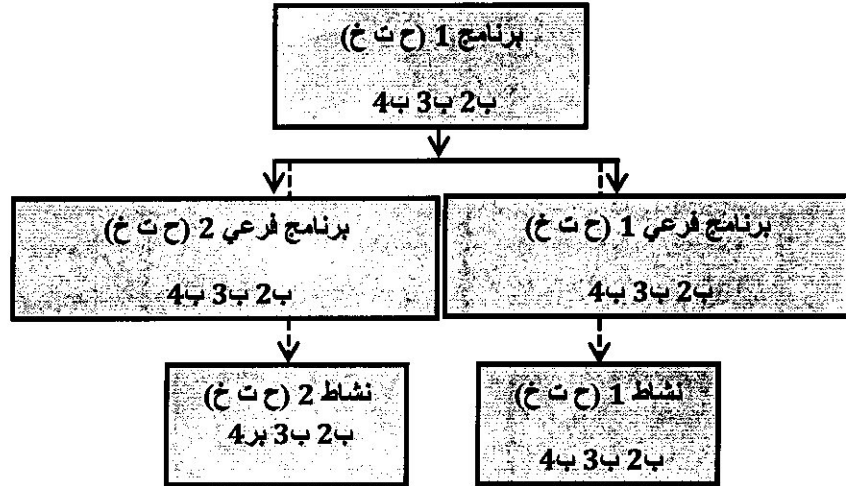 برنامج 1 (ح ت خ)
ب2 ب3 ب4
برنامج فرعي 1 (ح ت خ)
ب2 ب3 ب4
برنامج فرعي 2 (ح ت خ)
ب2 ب3 ب4
نشاط 1 (ح ت خ)
ب2 ب3 ب4
نشاط 2 (ح ت خ)
ب2 ب3 بر4